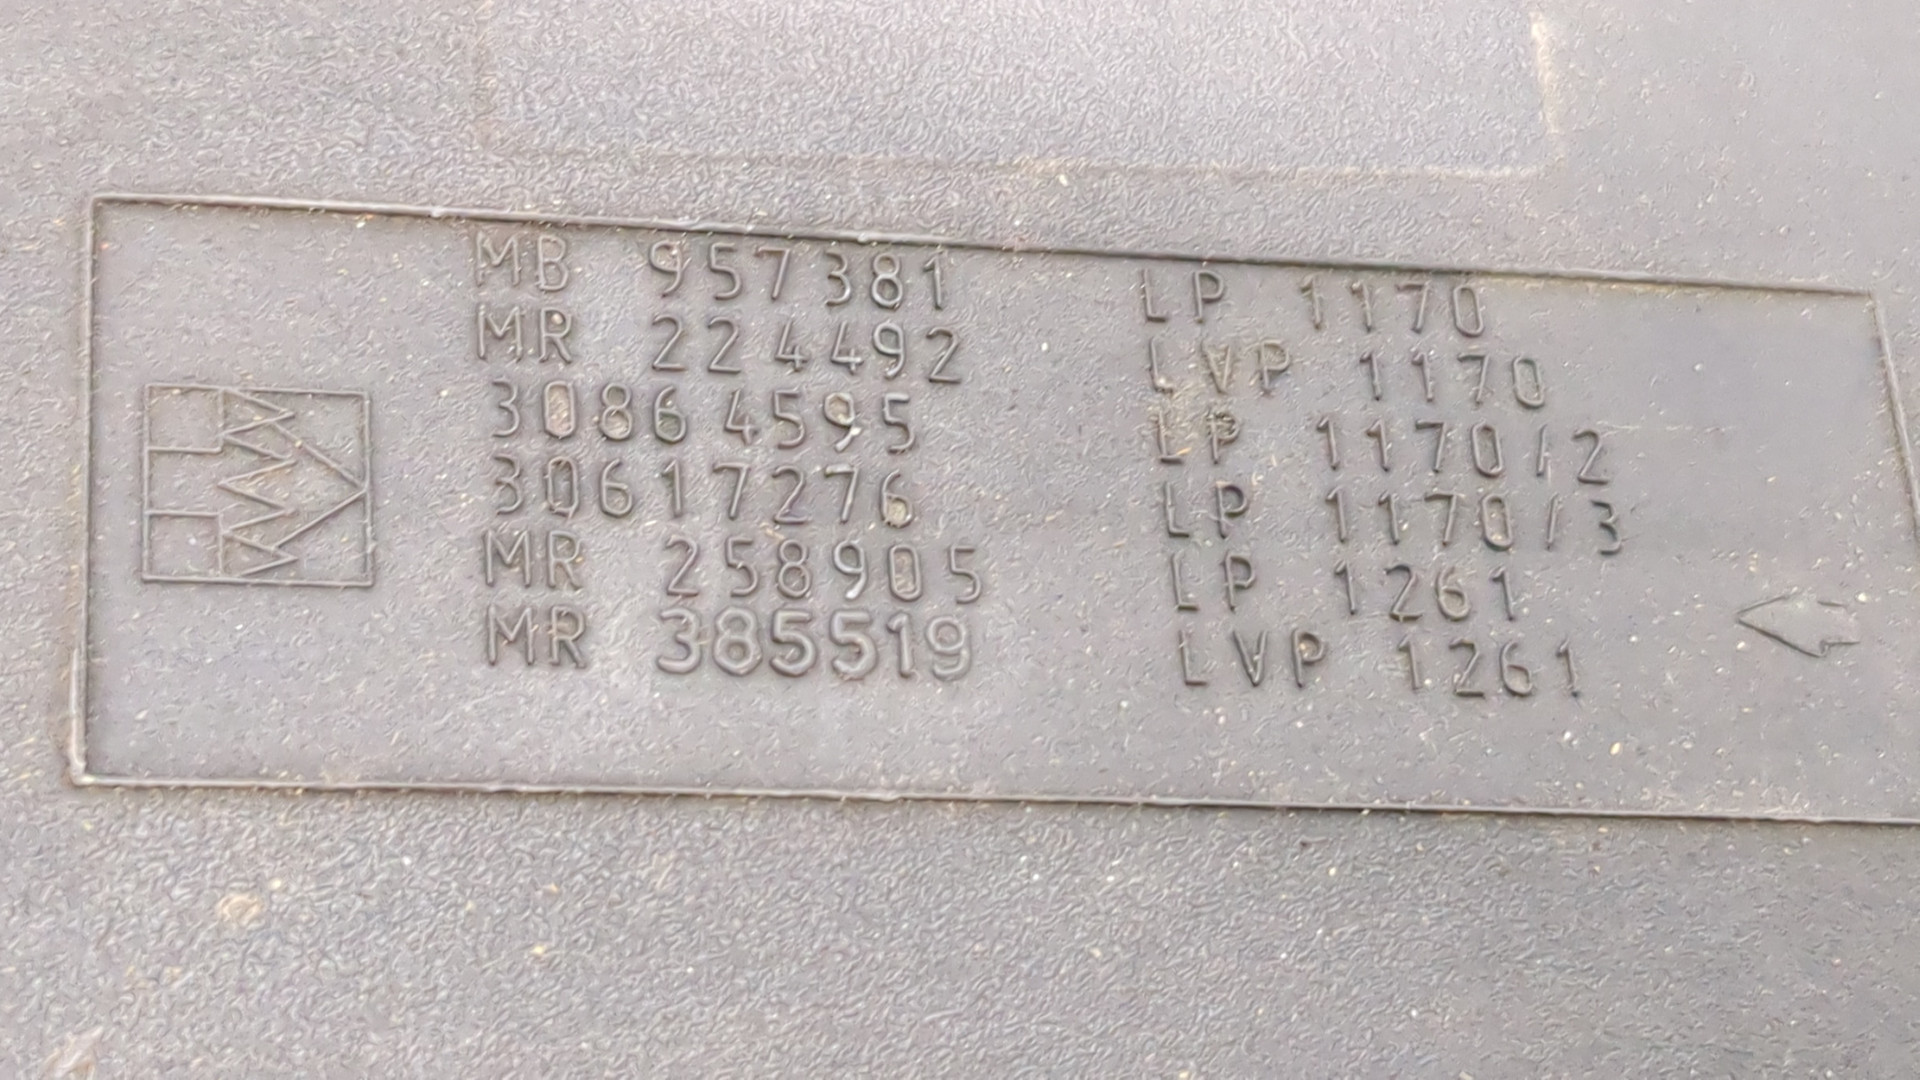 MB 957381
MR 224492
30864595
30617276
MR 258905
MR 385519
LP 1170
LVP 1170
LP 1170/2
LP 1170/3
LP 1261
LVP 1261